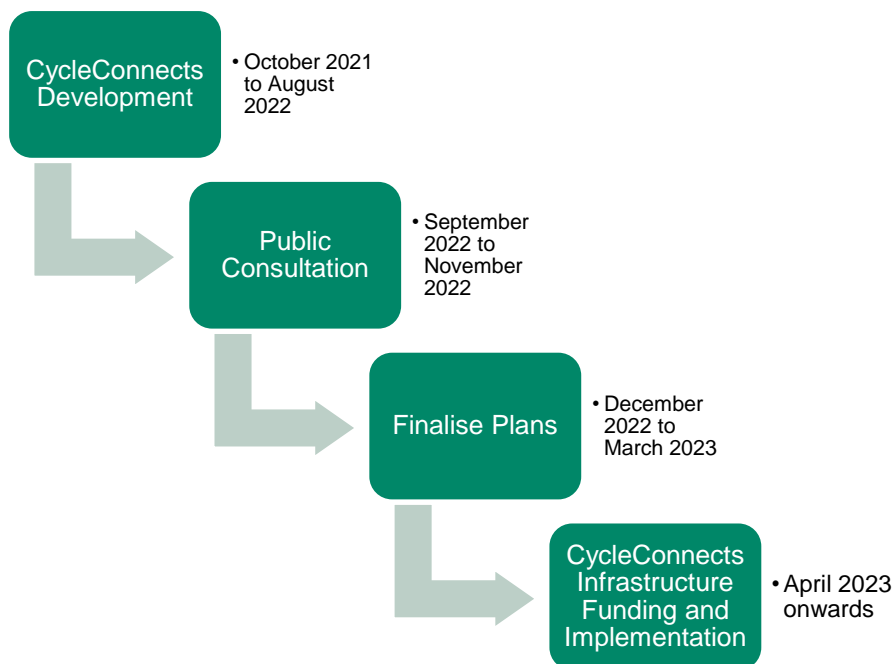 CycleConnects
Development
• October 2021
to August
2022
Public
Consultation
• September
2022 to
November
2022
Finalise Plans
• December
2022 to
March 2023
CycleConnects
Infrastructure
Funding and
Implementation
• April 2023
onwards